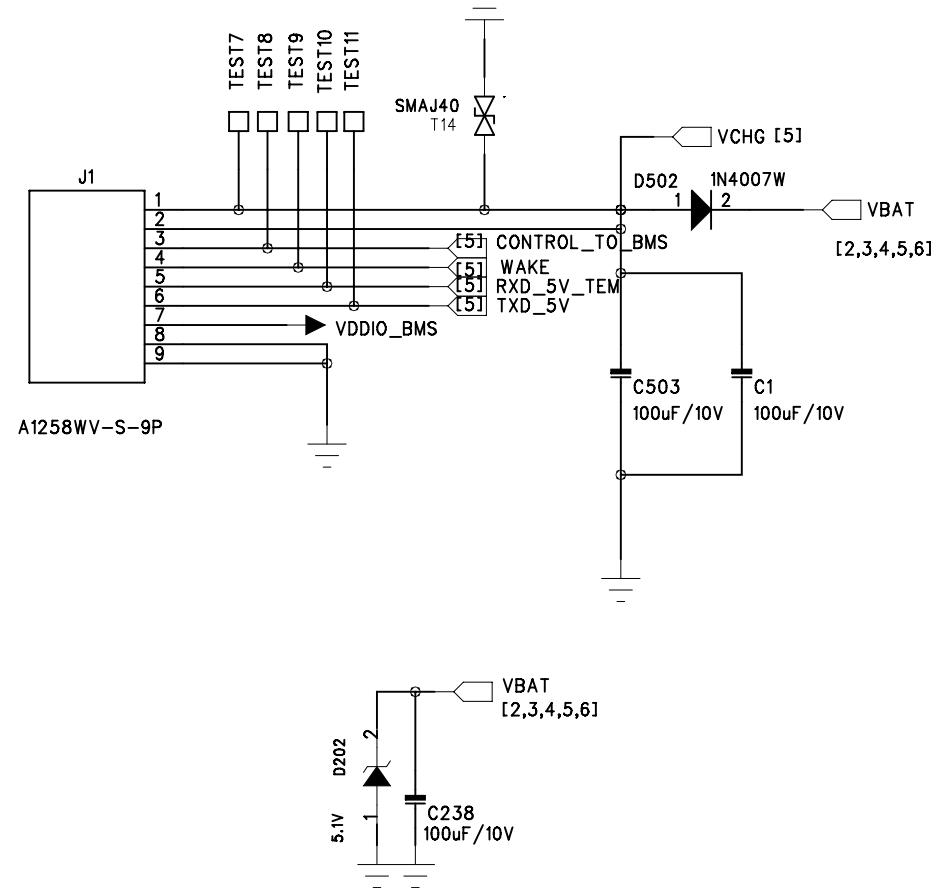 TEST7
TEST8
TEST9
TEST10
TEST11
SMAJ40
T14
VCHG [5]
J1
D502
1N4007W
1
2
VBAT
[2,3,4,5,6]
1
2
3
4
5
6
7
8
9
[5] CONTROL_TO_BMS
[5] WAKE
[5] RXD_5V_TEM
[5] TXD_5V
VDDIO_BMS
C503
100uF/10V
C1
100uF/10V
A1258WV-S-9P
VBAT
[2,3,4,5,6]
2
D202
1
5.1V
C238
100uF/10V